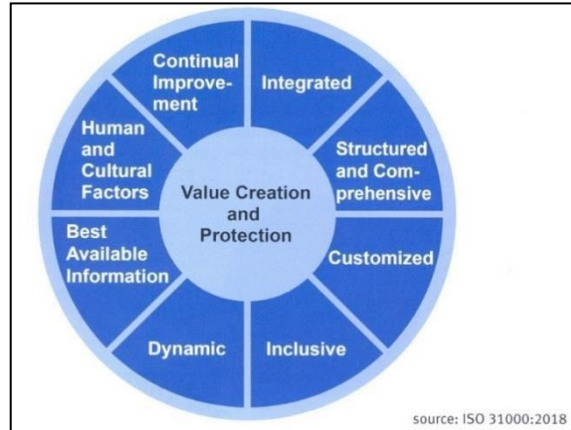 Continual
Improve-
ment
Integrated
Structured
and Com-
prehensive
Customized
Inclusive
Dynamic
Best
Available
Information
Human
and
Cultural
Factors
Value Creation
and
Protection
source: ISO 31000:2018